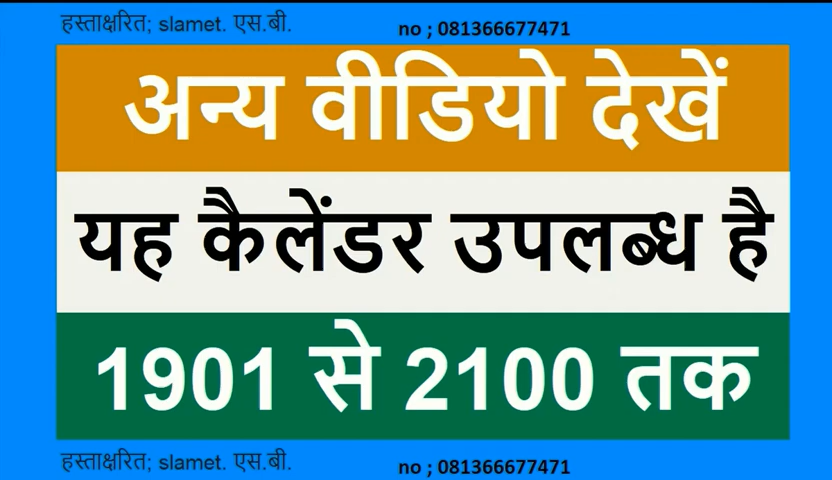 हस्ताक्षरित; slamet. एस.बी. no ; 081366677471
अन्य वीडियो देखें
यह कैलेंडर उपलब्ध है
1901 से 2100 तक
हस्ताक्षरित; slamet. एस.बी. no ; 081366677471